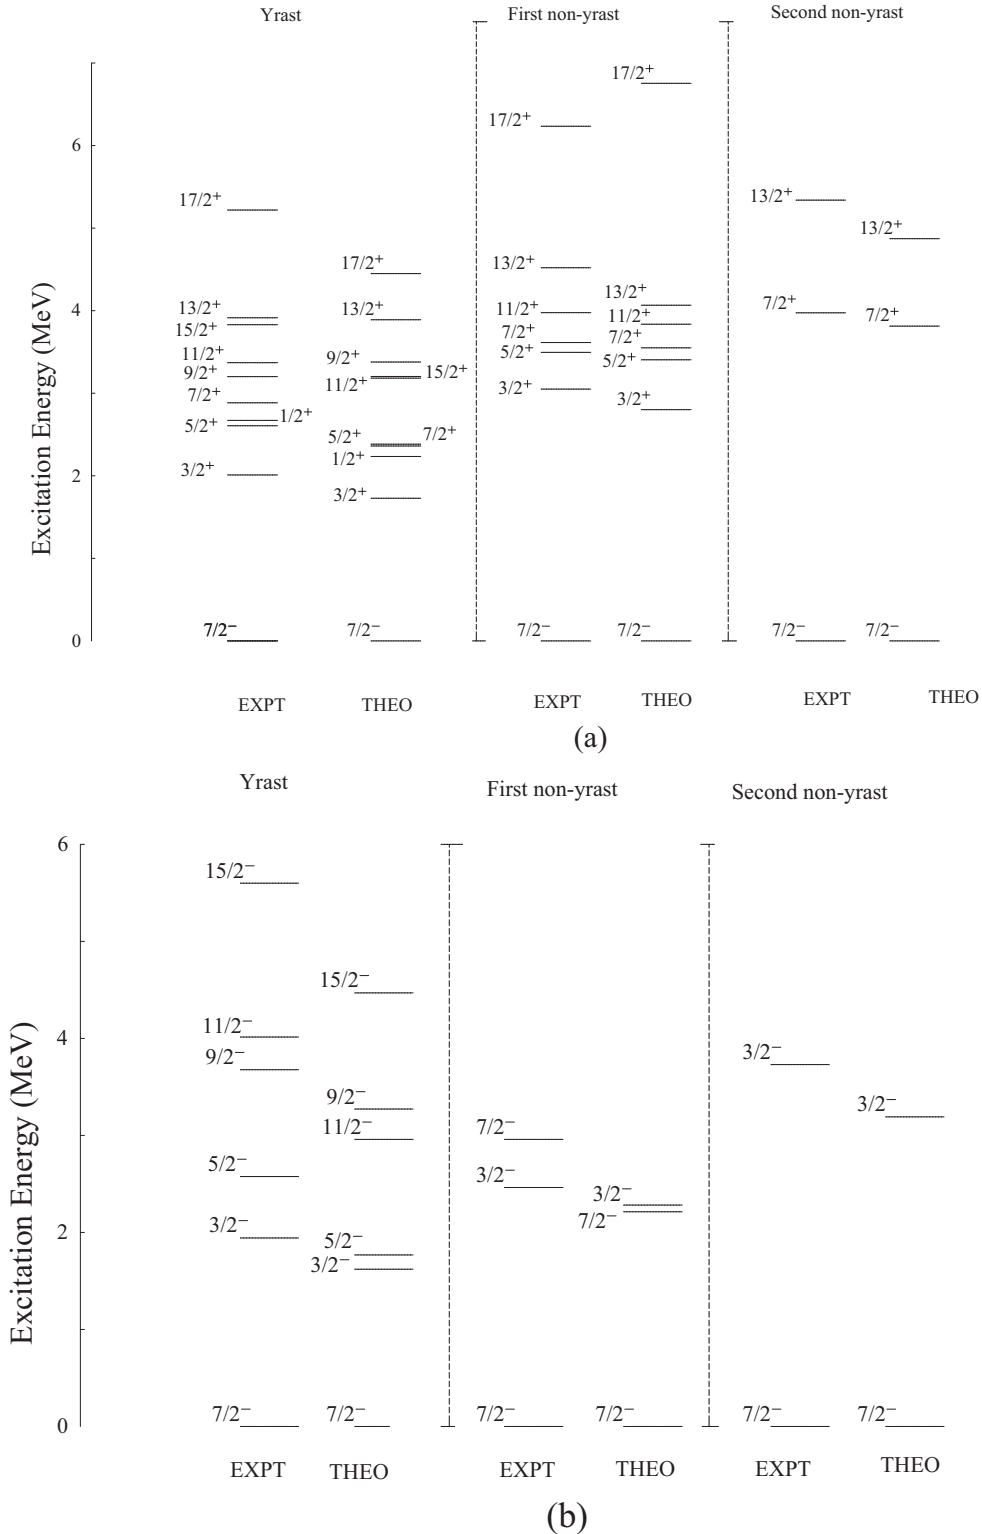 Yrast First non-yrast Second non-yrast
17/2⁺
17/2⁺
6
13/2⁺
17/2⁺
13/2⁺
17/2⁺ 13/2⁺
13/2⁺
13/2⁺ 13/2⁺ 11/2⁺ 7/2⁺
4 11/2⁺ 7/2⁺
15/2⁺ 7/2⁺ 7/2⁺
11/2⁺ 9/2⁺ 5/2⁺ 5/2⁺
9/2⁺ 11/2⁺ 15/2⁺
7/2⁺ 3/2⁺ 3/2⁺
1/2⁺
5/2⁺ 5/2⁺ 7/2⁺
1/2⁺
3/2⁺
2 3/2⁺
7/2⁻ 7/2⁻ 7/2⁻ 7/2⁻ 7/2⁻ 7/2⁻
0
Excitation Energy (MeV)
EXPT THEO EXPT THEO EXPT THEO
(a)
Yrast First non-yrast Second non-yrast
6
15/2⁻
15/2⁻
11/2⁻
4
9/2⁻ 3/2⁻
9/2⁻ 3/2⁻
11/2⁻ 7/2⁻
5/2⁻ 3/2⁻
3/2⁻
3/2⁻ 7/2⁻
2 5/2⁻
3/2⁻
7/2⁻ 7/2⁻ 7/2⁻ 7/2⁻ 7/2⁻ 7/2⁻
0
Excitation Energy (MeV)
EXPT THEO EXPT THEO EXPT THEO
(b)